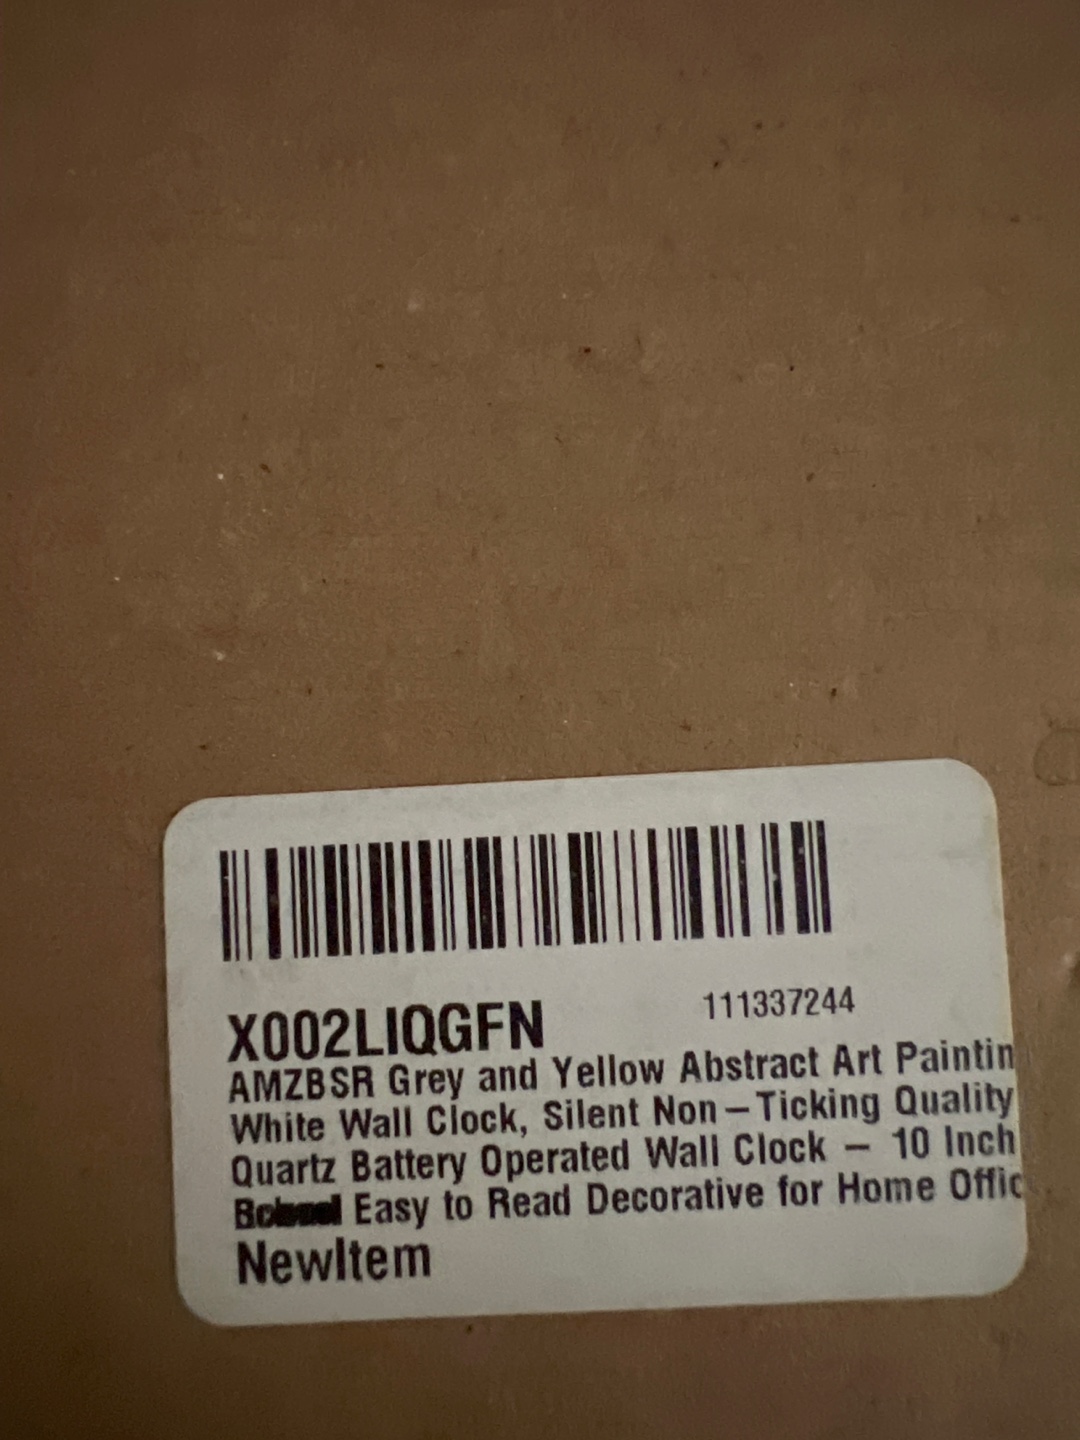 X002LIQGFN
111337244
AMZBSR Grey and Yellow Abstract Art Paintin
White Wall Clock, Silent Non–Ticking Quality
Quartz Battery Operated Wall Clock – 10 Inch
Easy to Read Decorative for Home Offic
NewItem